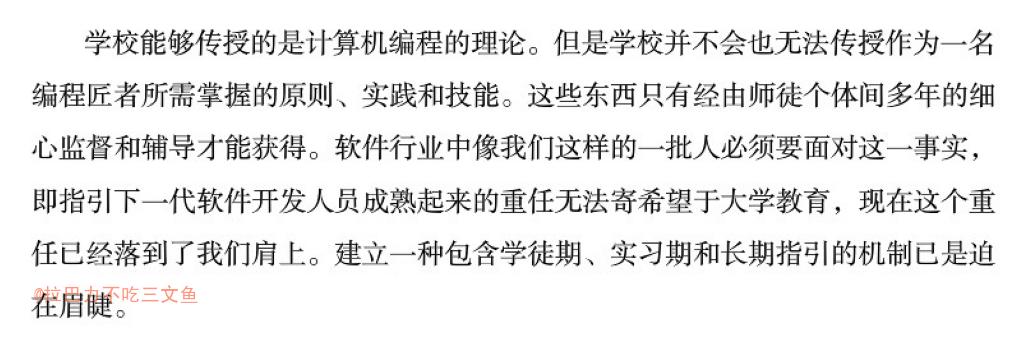 学校能够传授的是计算机编程的理论。但是学校并不会也无法传授作为一名
编程匠者所需掌握的原则、实践和技能。这些东西只有经由师徒个体间多年的细
心监督和辅导才能获得。软件行业中像我们这样的一批人必须要面对这一事实，
即指引下一代软件开发人员成熟起来的重任无法寄希望于大学教育，现在这个重
任已经落到了我们肩上。建立一种包含学徒期、实习期和长期指引的机制已是迫
在眉睫。
@拉巴力不吃三文鱼